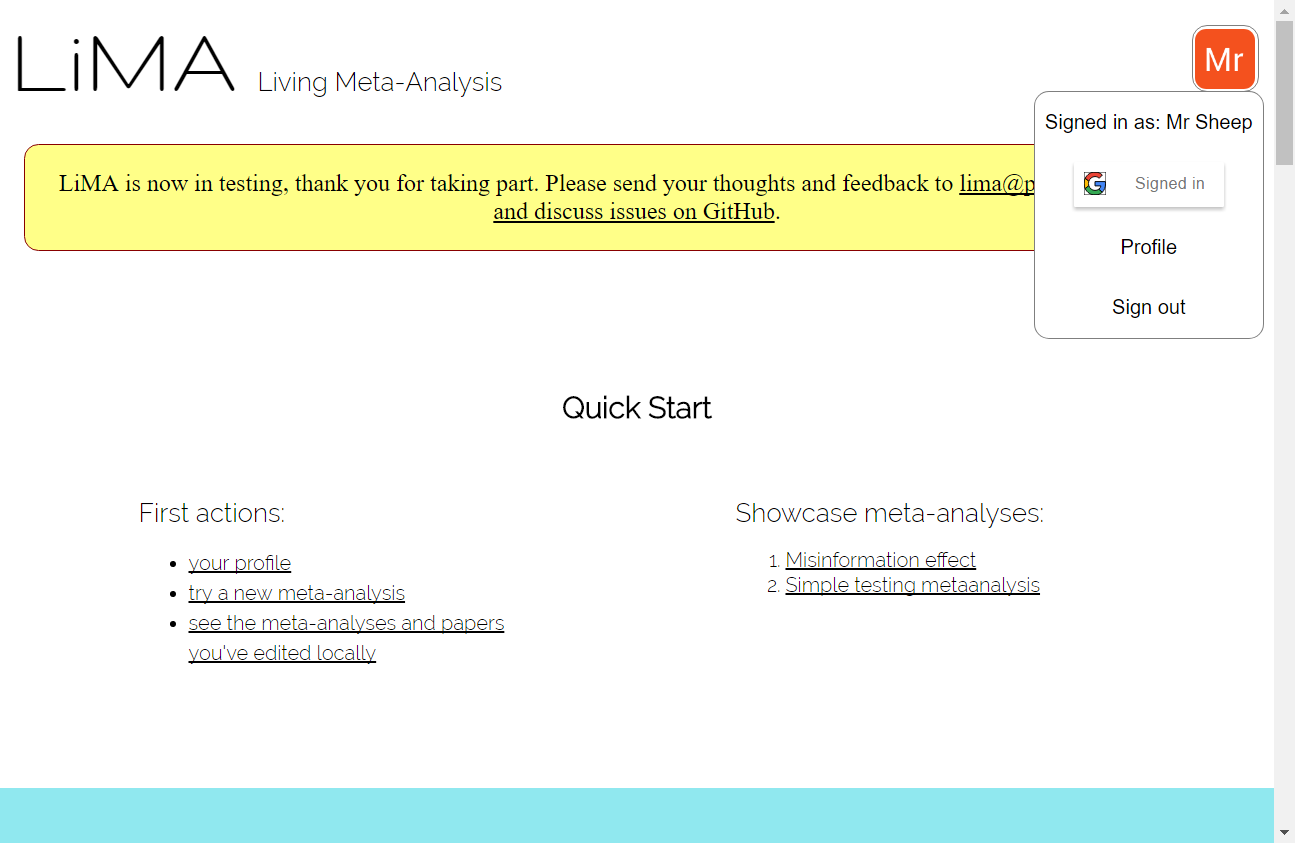 LiMA Living Meta-Analysis
Mr
Signed in as: Mr Sheep
Signed in
Profile
Sign out
LiMA is now in testing, thank you for taking part. Please send your thoughts and feedback to lima@p
and discuss issues on GitHub.
Quick Start
First actions:
your profile
try a new meta-analysis
see the meta-analyses and papers
you've edited locally
Showcase meta-analyses:
1. Misinformation effect
2. Simple testing metaanalysis